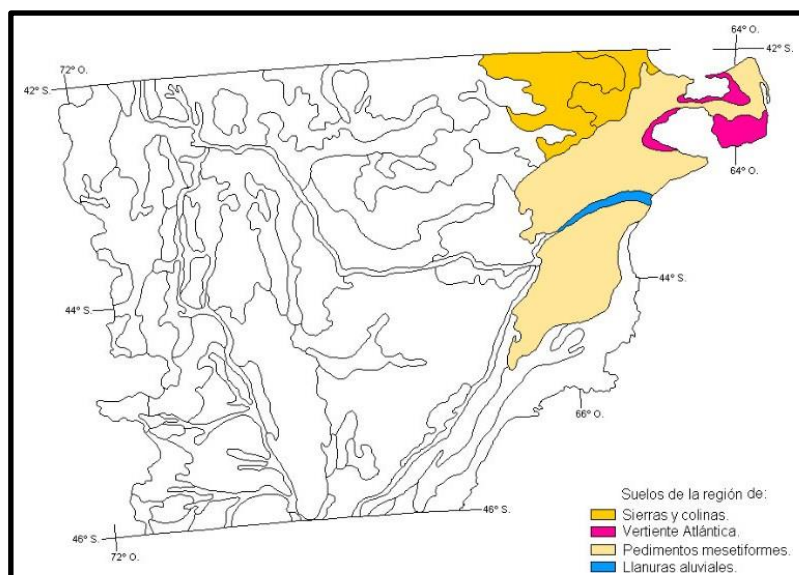 64° O.
42° S.
72° O.
42° S.
64° O.
44° S.
44° S.
66° O.
46° S.
46° S.
72° O.
Suelos de la región de:
Sierras y colinas.
Vertiente Atlántica.
Pedimentos mesetiformes.
Llanuras aluviales.